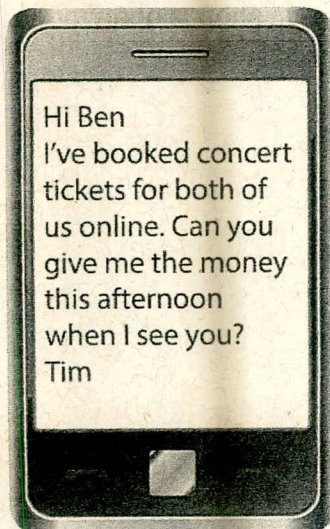 Hi Ben
I've booked concert
tickets for both of
us online. Can you
give me the money
this afternoon
when I see you?
Tim